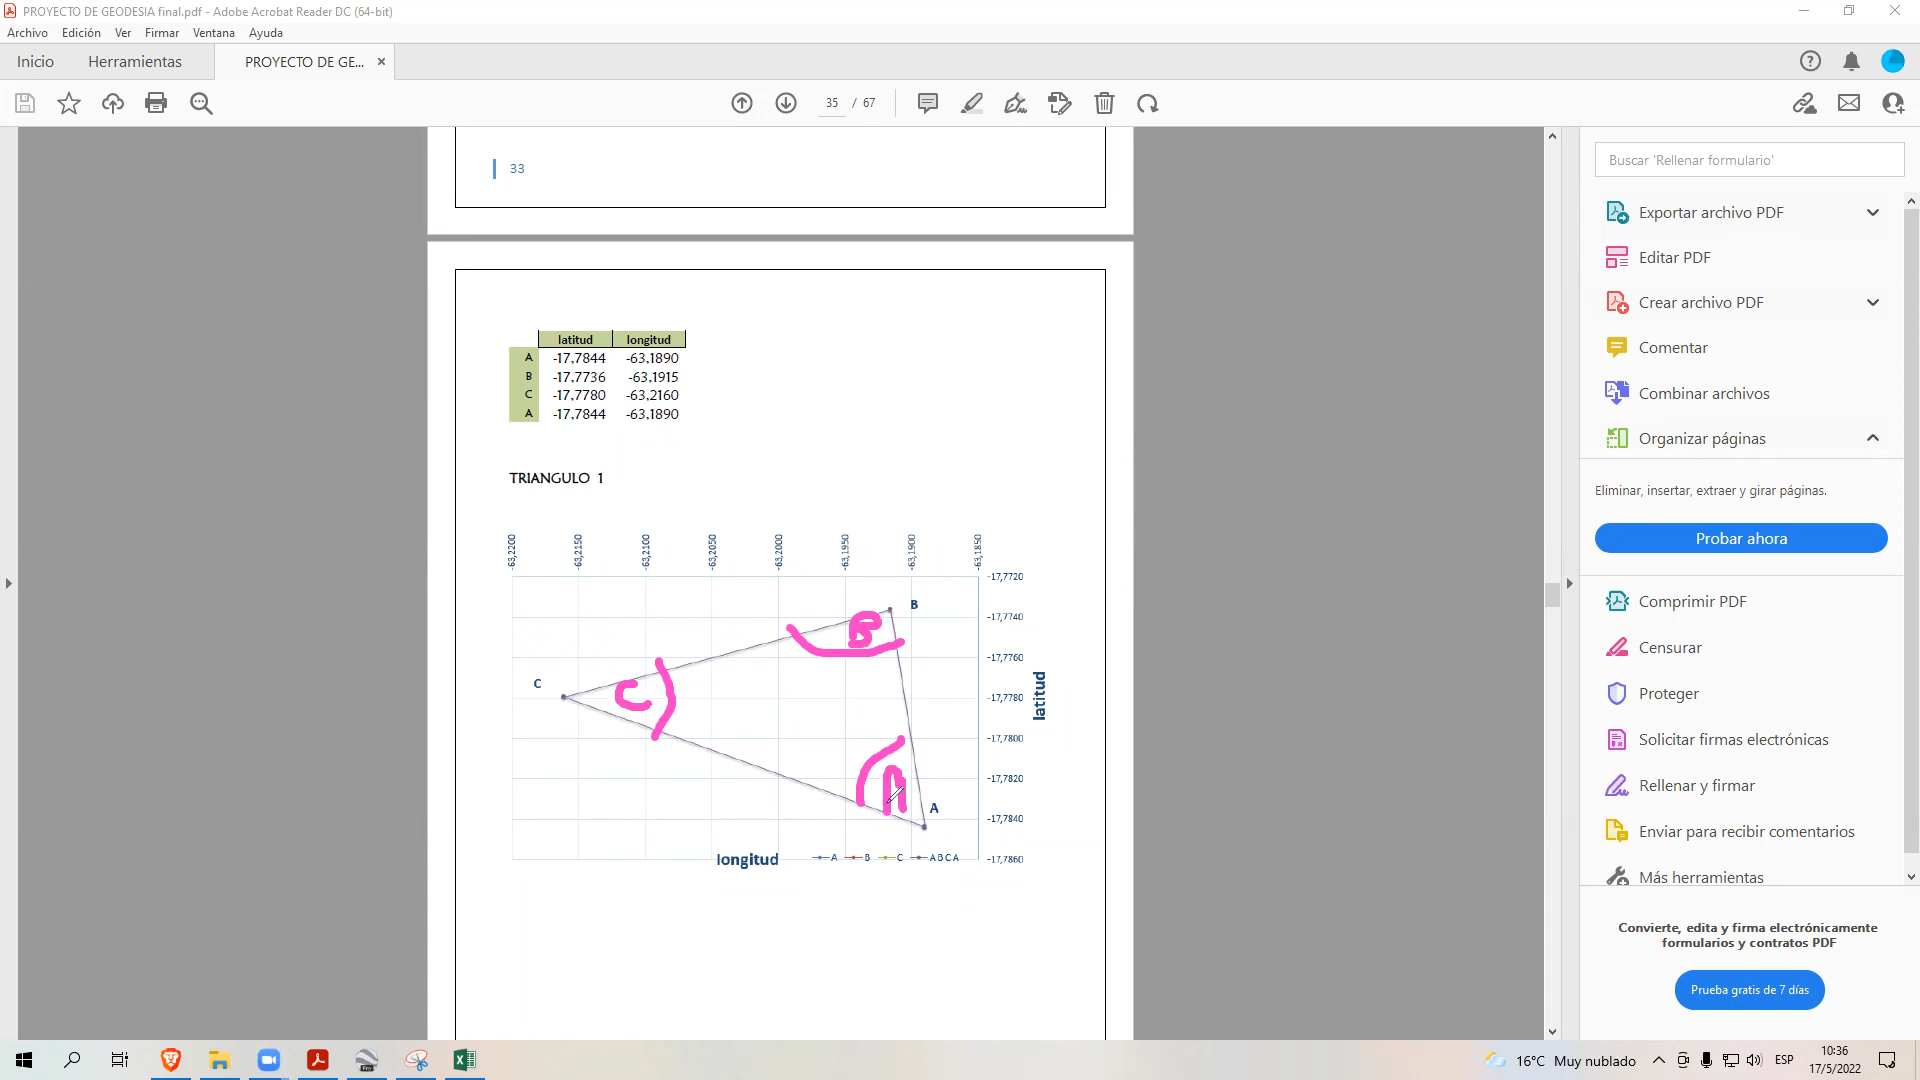 PROYECTO DE GEODESIA final.pdf - Adobe Acrobat Reader DC (64-bit)
Archivo Edición Ver Firmar Ventana Ayuda
Inicio Herramientas PROYECTO DE GE... ×
35 / 67
33
latitud longitud
A -17,7844 -63,1890
B -17,7736 -63,1915
C -17,7780 -63,2160
A -17,7844 -63,1890
TRIANGULO 1
-63,2200 -63,2150 -63,2100 -63,2050 -63,2000 -63,1950 -63,1900 -63,1850
-17,7720
B
-17,7740
B
-17,7760
C
-17,7780
C
latitud
-17,7800
-17,7820
A
A
-17,7840
longitud
A B C A B C A
-17,7860
Buscar 'Rellenar formulario'
Exportar archivo PDF
Editar PDF
Crear archivo PDF
Comentar
Combinar archivos
Organizar páginas
Eliminar, insertar, extraer y girar páginas.
Probar ahora
Comprimir PDF
Censurar
Proteger
Solicitar firmas electrónicas
Rellenar y firmar
Enviar para recibir comentarios
Más herramientas
Convierte, edita y firma electrónicamente
formularios y contratos PDF
Prueba gratis de 7 días
16°C Muy nublado
ESP
10:36
17/5/2022